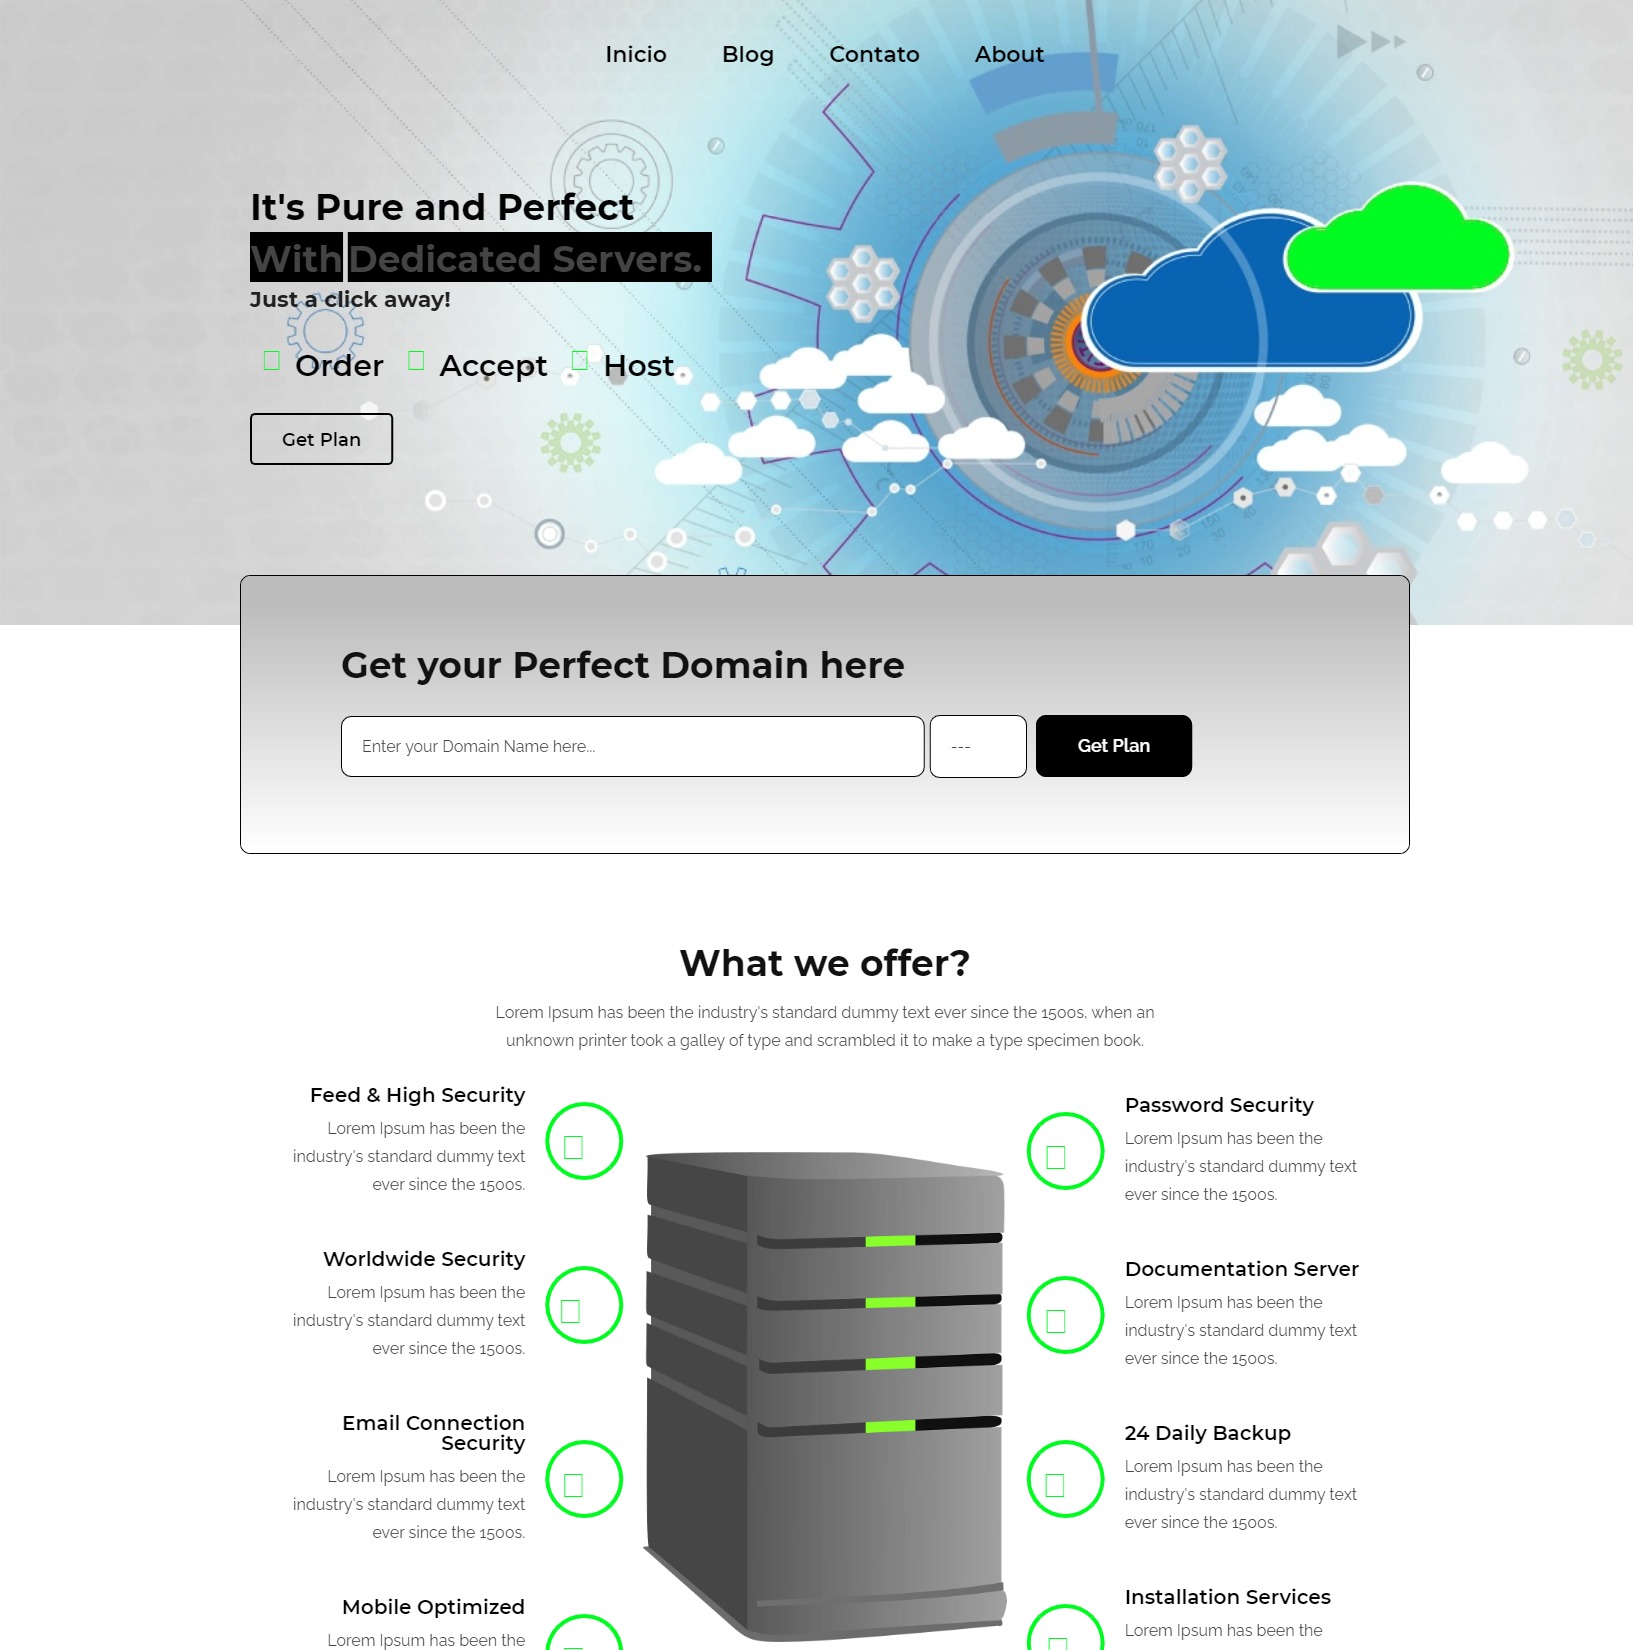 Inicio Blog Contato About
It's Pure and Perfect
With Dedicated Servers.
Just a click away!
Order Accept Host
Get Plan
Get your Perfect Domain here
Enter your Domain Name here... --- Get Plan
What we offer?
Lorem Ipsum has been the industry's standard dummy text ever since the 1500s, when an
unknown printer took a galley of type and scrambled it to make a type specimen book.
Feed & High Security
Lorem Ipsum has been the
industry's standard dummy text
ever since the 1500s.
Worldwide Security
Lorem Ipsum has been the
industry's standard dummy text
ever since the 1500s.
Email Connection
Security
Lorem Ipsum has been the
industry's standard dummy text
ever since the 1500s.
Mobile Optimized
Lorem Ipsum has been the
Password Security
Lorem Ipsum has been the
industry's standard dummy text
ever since the 1500s.
Documentation Server
Lorem Ipsum has been the
industry's standard dummy text
ever since the 1500s.
24 Daily Backup
Lorem Ipsum has been the
industry's standard dummy text
ever since the 1500s.
Installation Services
Lorem Ipsum has been the